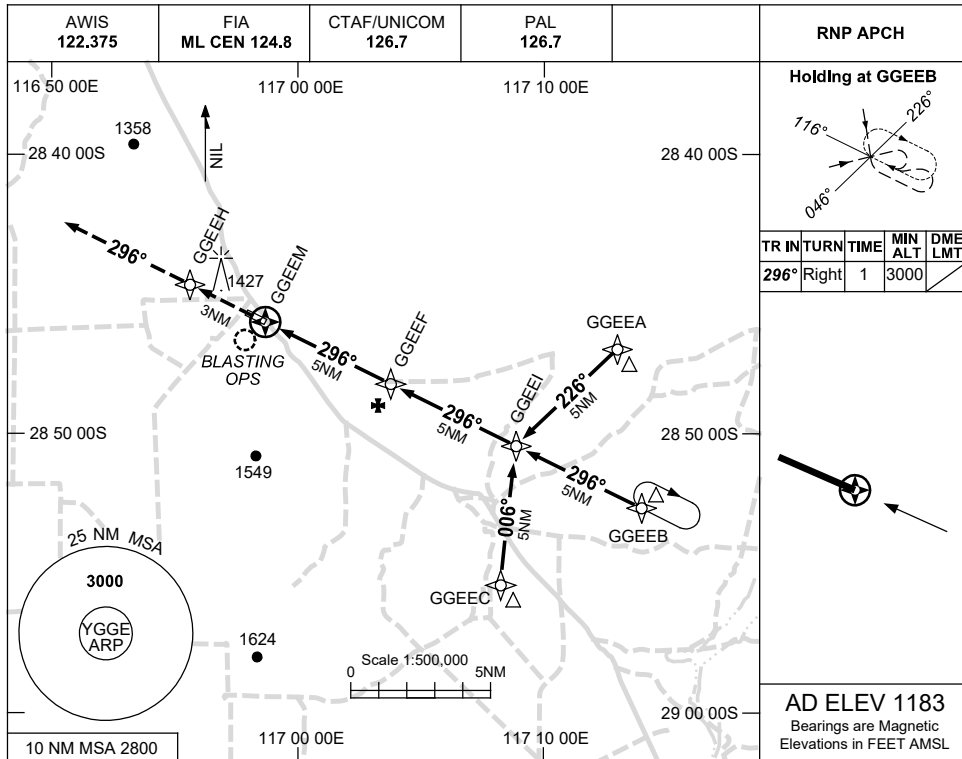 AWIS
122.375
FIA
ML CEN 124.8
CTAF/UNICOM
126.7
PAL
126.7
RNP APCH
116 50 00E
117 00 00E
117 10 00E
Holding at GGEEB
116°
226°
046°
TR IN TURN TIME MIN ALT DME LMT
296° Right 1 3000
1358
NIL
28 40 00S
28 40 00S
296°
GGEEH
1427
GGEEM
3NM
BLASTING
OPS
296°
5NM
GGEEF
GGEEA
GGEEI
226°
5NM
296°
5NM
28 50 00S
28 50 00S
1549
296°
5NM
GGEEB
006°
5NM
GGEEC
25 NM MSA
3000
YGGE
ARP
1624
Scale 1:500,000
0 5NM
29 00 00S
10 NM MSA 2800
117 00 00E
117 10 00E
AD ELEV 1183
Bearings are Magnetic
Elevations in FEET AMSL